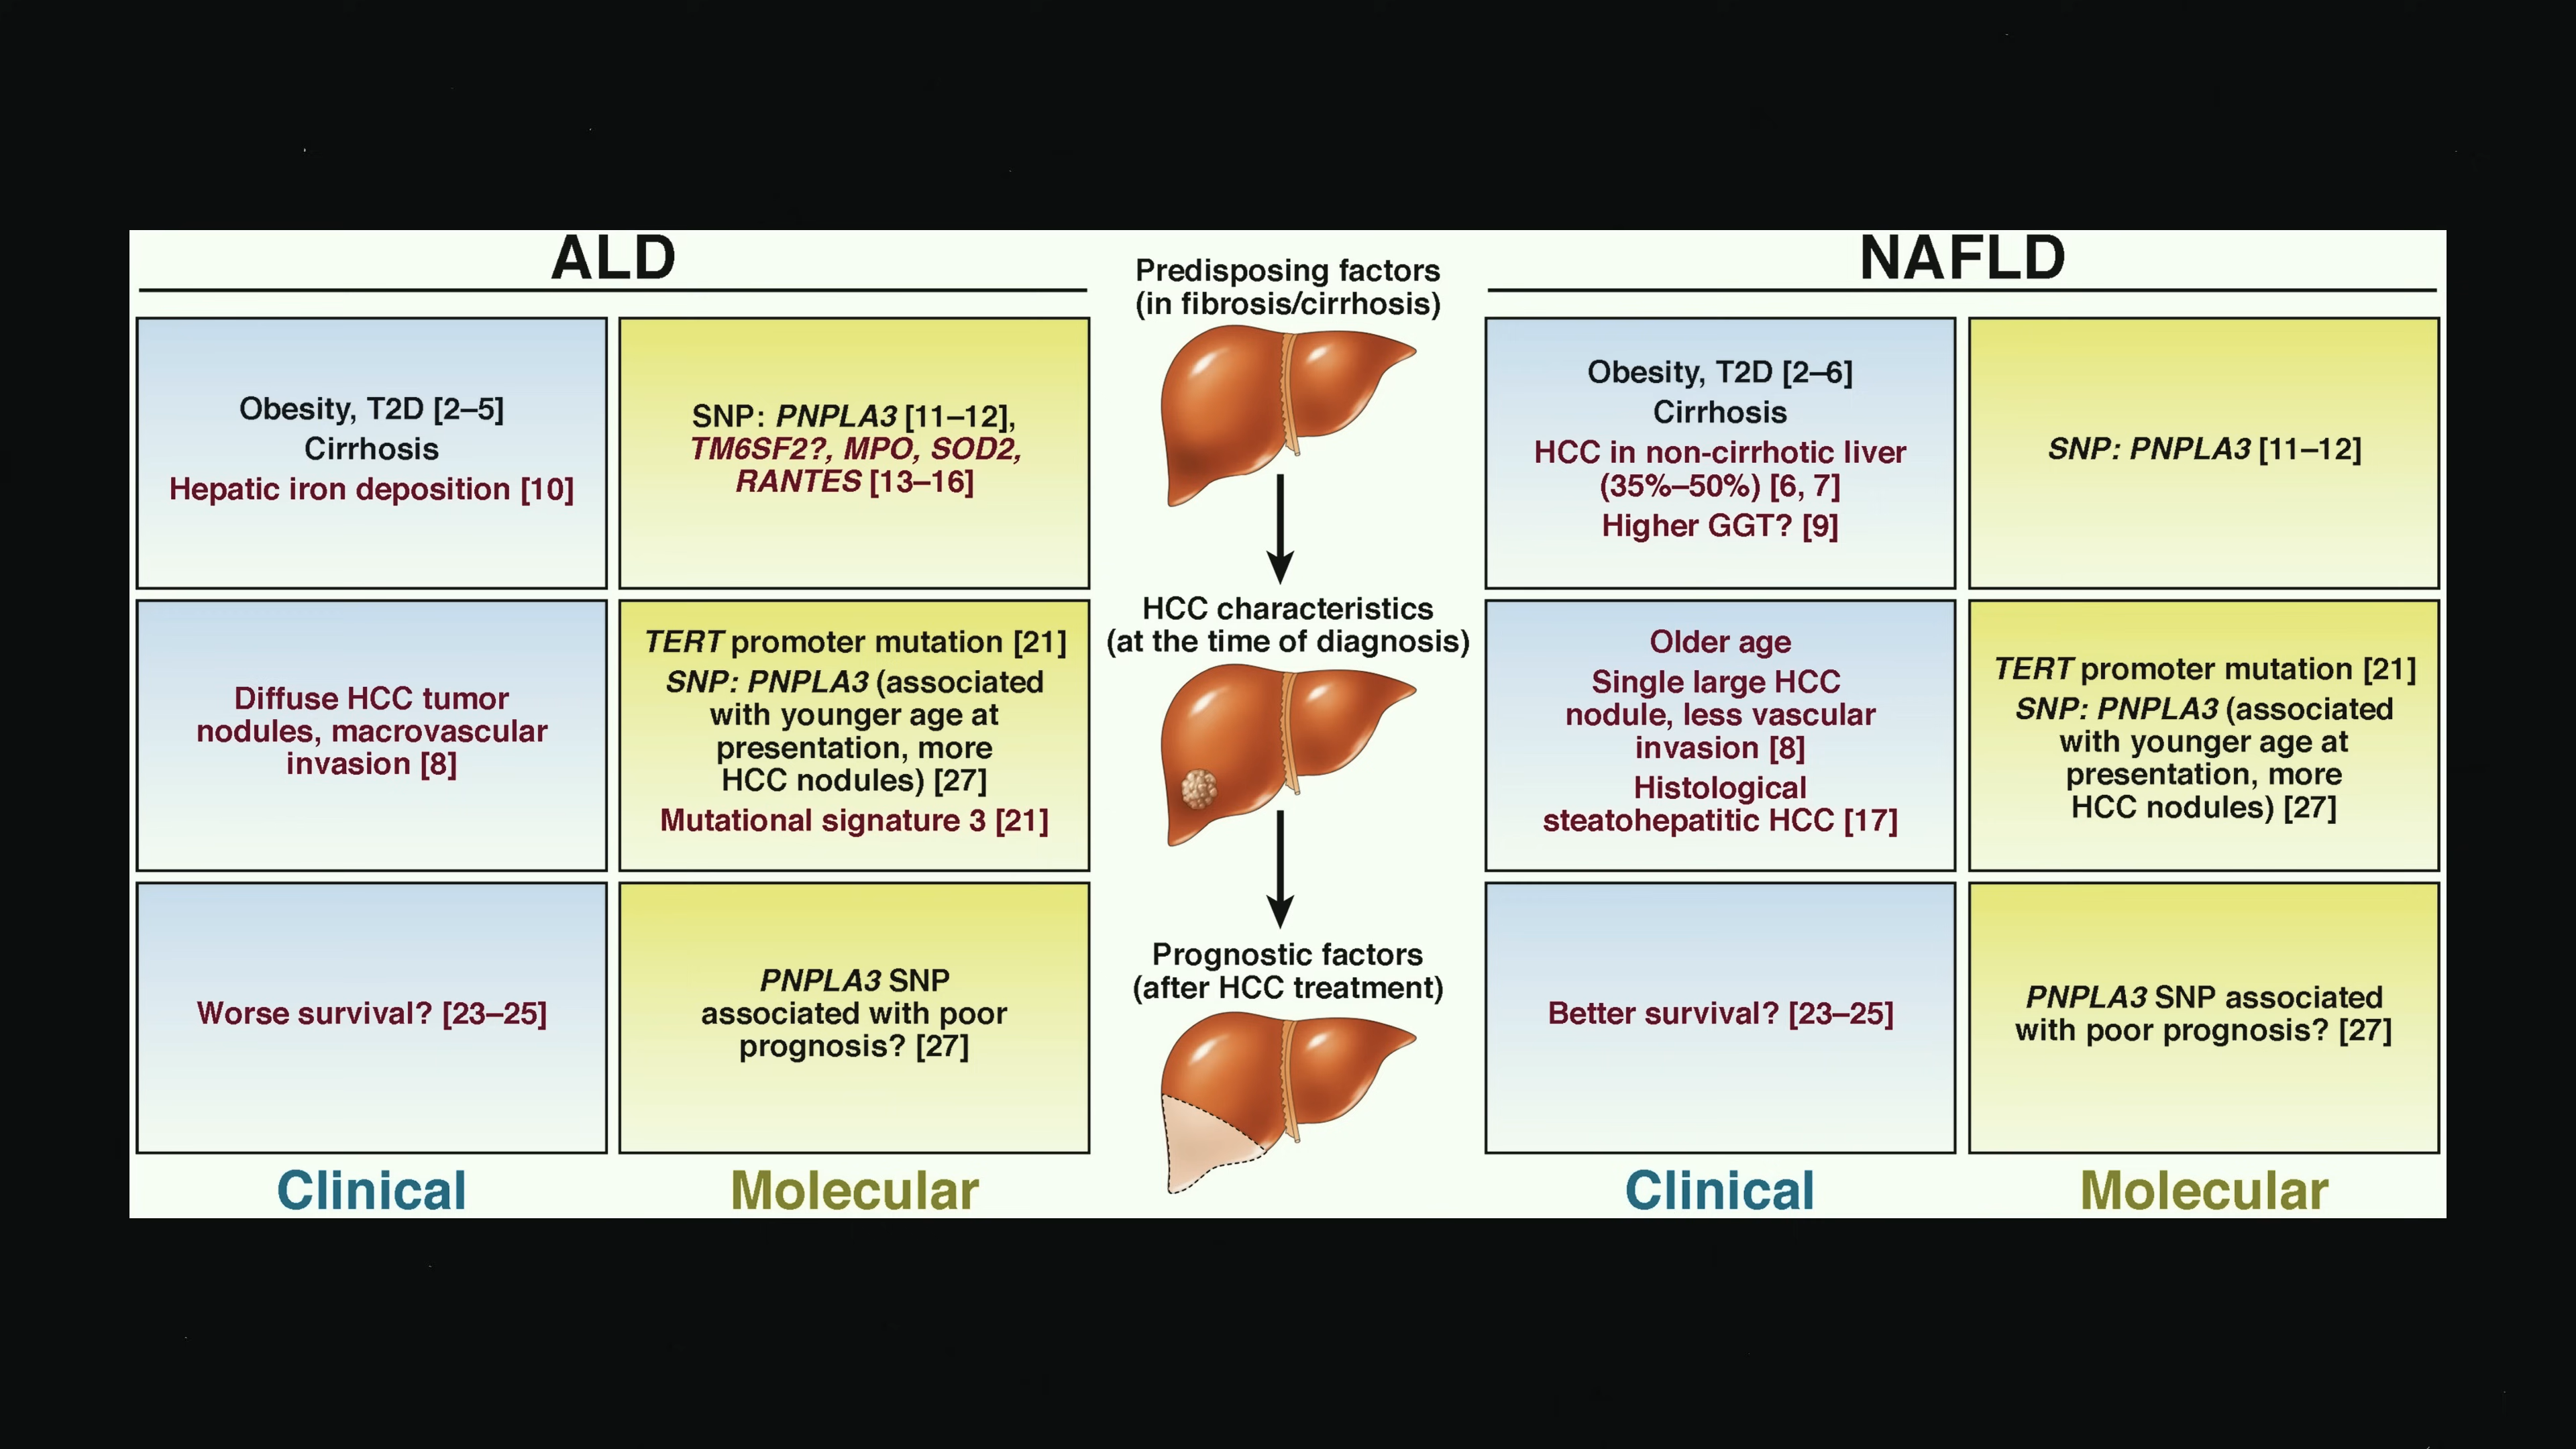 ALD
Predisposing factors
(in fibrosis/cirrhosis)
NAFLD
Obesity, T2D [2–5]
Cirrhosis
Hepatic iron deposition [10]
SNP: PNPLA3 [11–12],
TM6SF2?, MPO, SOD2,
RANTES [13–16]
Obesity, T2D [2–6]
Cirrhosis
HCC in non-cirrhotic liver
(35%–50%) [6, 7]
Higher GGT? [9]
SNP: PNPLA3 [11–12]
HCC characteristics
(at the time of diagnosis)
Diffuse HCC tumor
nodules, macrovascular
invasion [8]
TERT promoter mutation [21]
SNP: PNPLA3 (associated
with younger age at
presentation, more
HCC nodules) [27]
Mutational signature 3 [21]
Older age
Single large HCC
nodule, less vascular
invasion [8]
Histological
steatohepatitic HCC [17]
TERT promoter mutation [21]
SNP: PNPLA3 (associated
with younger age at
presentation, more
HCC nodules) [27]
Prognostic factors
(after HCC treatment)
Worse survival? [23–25]
PNPLA3 SNP
associated with poor
prognosis? [27]
Better survival? [23–25]
PNPLA3 SNP associated
with poor prognosis? [27]
Clinical
Molecular
Clinical
Molecular